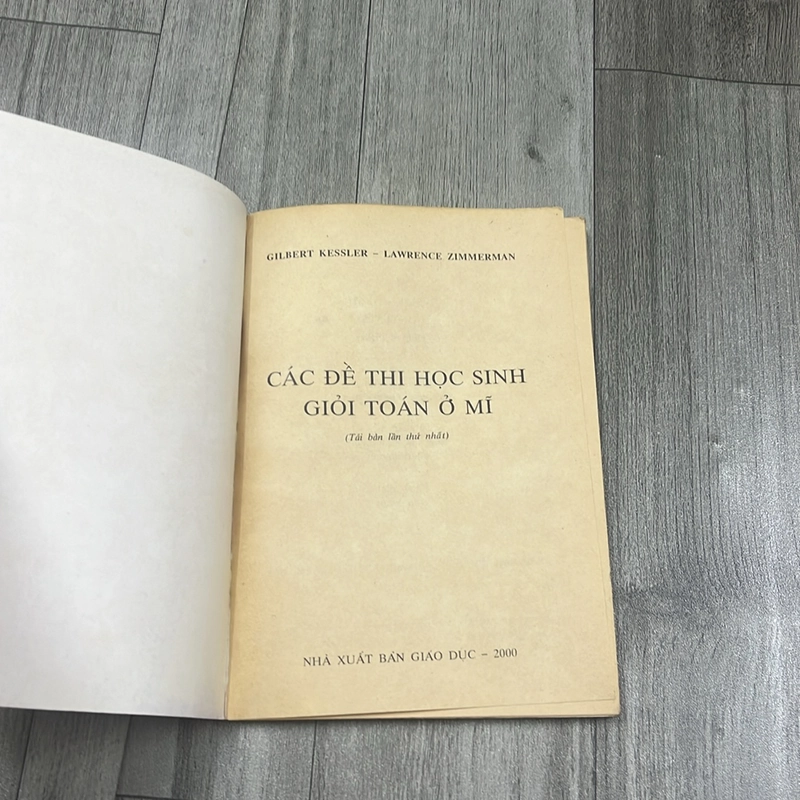 GILBERT KESSLER – LAWRENCE ZIMMERMAN
CÁC ĐỀ THI HỌC SINH
GIỎI TOÁN Ở MĨ
(Tái bản lần thứ nhất)
NHÀ XUẤT BẢN GIÁO DỤC – 2000